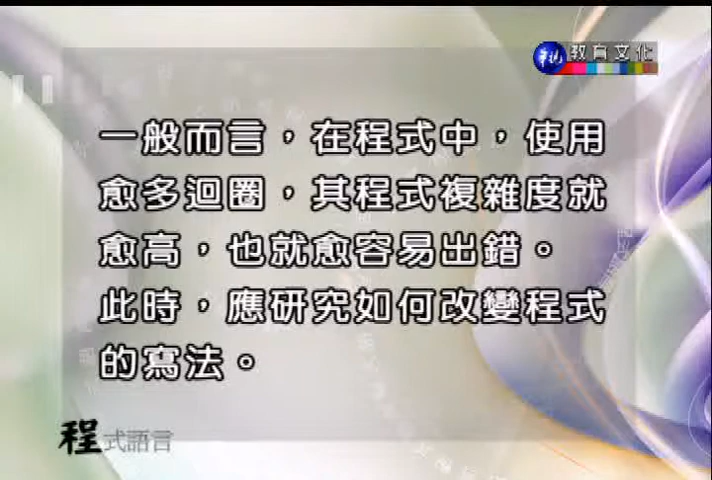 華視 教育文化
一般而言，在程式中，使用
愈多迴圈，其程式複雜度就
愈高，也就愈容易出錯。
此時，應研究如何改變程式
的寫法。
程式語言